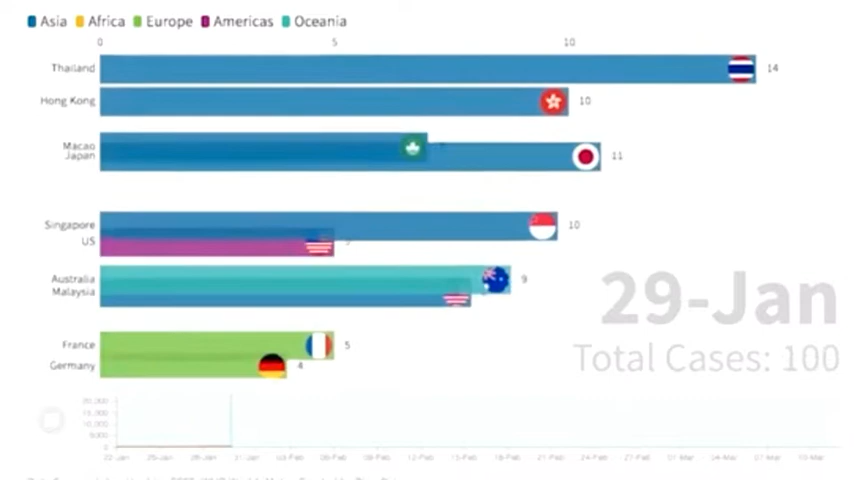 Asia Africa Europe Americas Oceania
0 5 10
Thailand 14
Hong Kong 10
Macao 7
Japan 11
Singapore 10
US
Australia 9
Malaysia
France 5
Germany 4
29-Jan
Total Cases: 100
20,000
15,000
10,000
5000
0
22-Jan 25-Jan 28-Jan 31-Jan 03-Feb 06-Feb 09-Feb 12-Feb 15-Feb 18-Feb 21-Feb 24-Feb 27-Feb 01-Mar 04-Mar 07-Mar 10-Mar